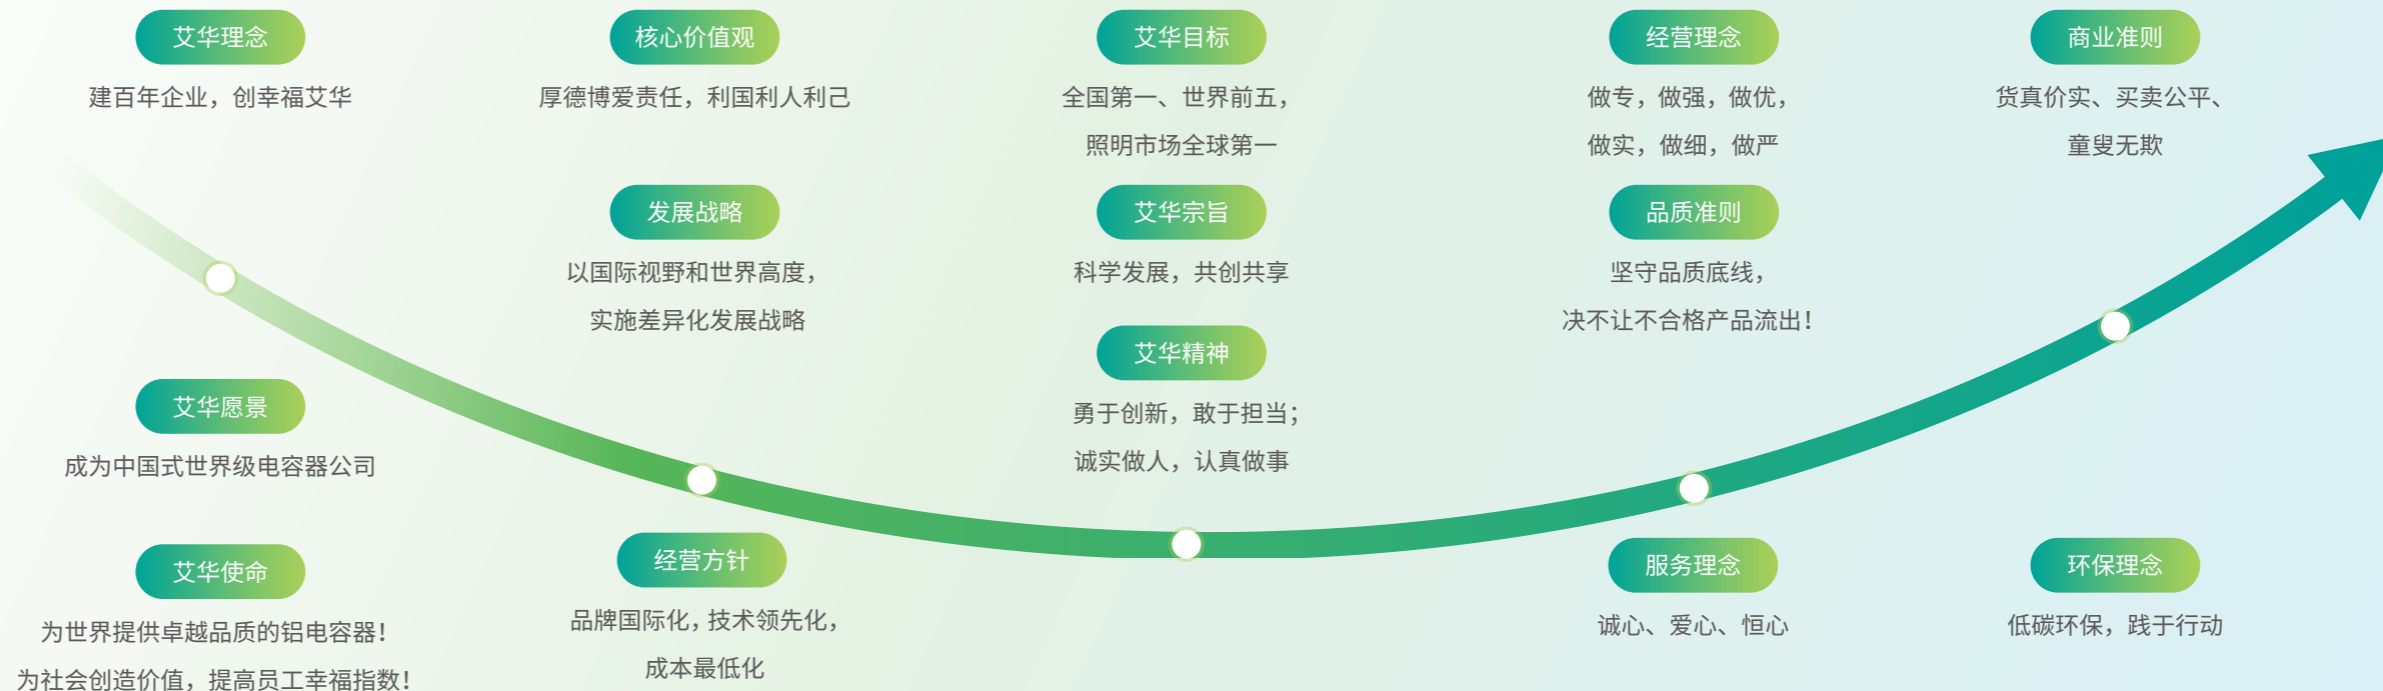 艾华理念
建百年企业，创幸福艾华
艾华愿景
成为中国式世界级电容器公司
艾华使命
为世界提供卓越品质的铝电容器！
为社会创造价值，提高员工幸福指数！
核心价值观
厚德博爱责任，利国利人利己
发展战略
以国际视野和世界高度，
实施差异化发展战略
经营方针
品牌国际化，技术领先化，
成本最低化
艾华目标
全国第一、世界前五，
照明市场全球第一
艾华宗旨
科学发展，共创共享
艾华精神
勇于创新，敢于担当；
诚实做人，认真做事
经营理念
做专，做强，做优，
做实，做细，做严
品质准则
坚守品质底线，
决不让不合格产品流出！
服务理念
诚心、爱心、恒心
商业准则
货真价实、买卖公平、
童叟无欺
环保理念
低碳环保，践于行动